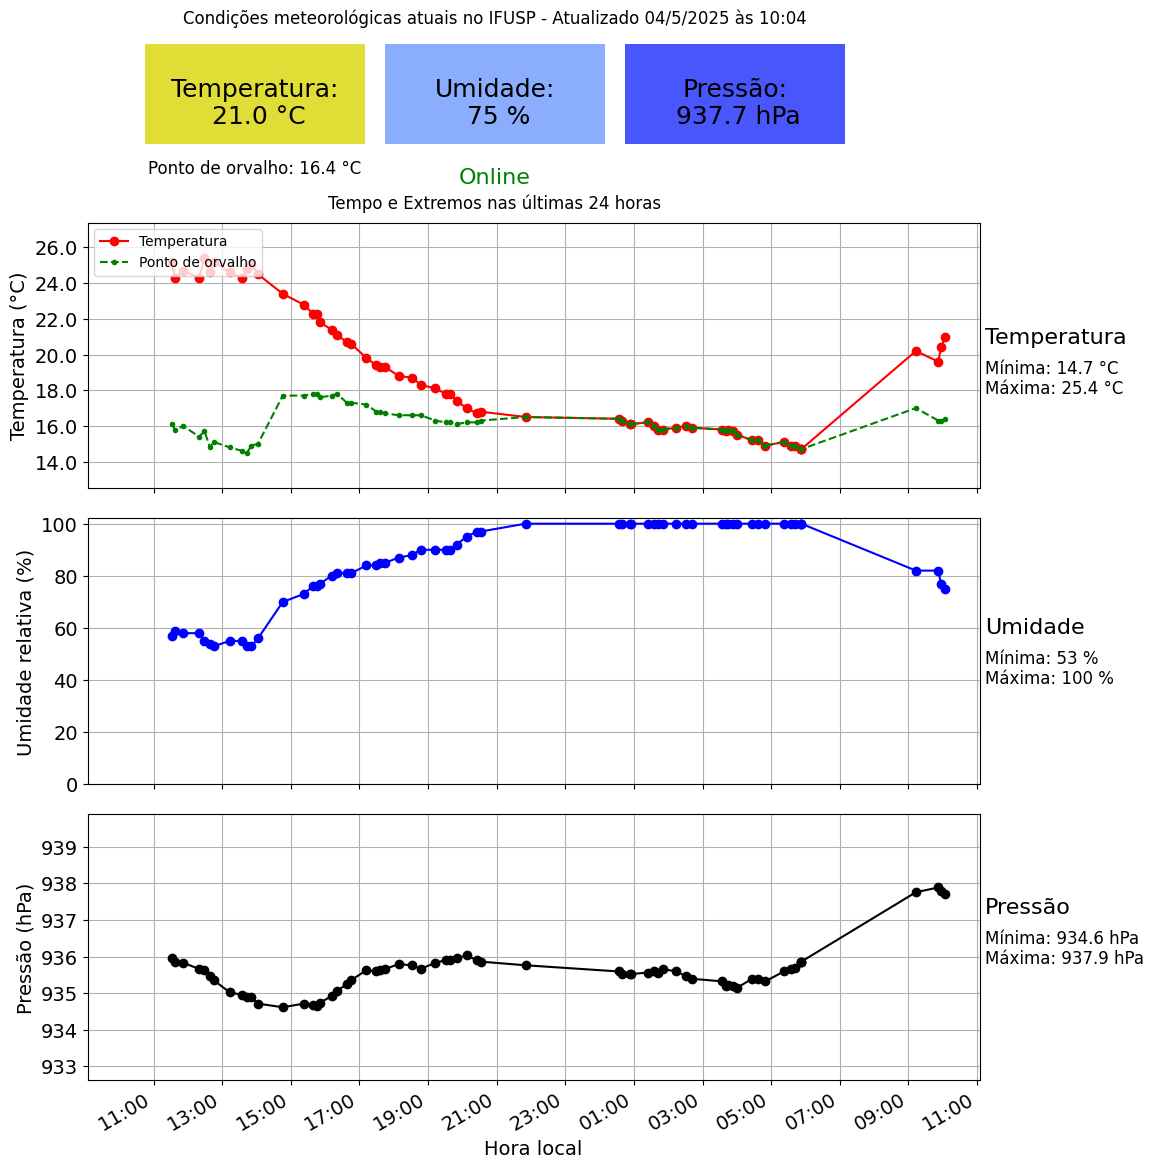 Condições meteorológicas atuais no IFUSP - Atualizado 04/5/2025 às 10:04
Temperatura:
21.0 °C
Umidade:
75 %
Pressão:
937.7 hPa
Ponto de orvalho: 16.4 °C
Online
Tempo e Extremos nas últimas 24 horas
Temperatura (°C)
26.0
24.0
22.0
20.0
18.0
16.0
14.0
Temperatura
Ponto de orvalho
Temperatura
Mínima: 14.7 °C
Máxima: 25.4 °C
Umidade relativa (%)
100
80
60
40
20
0
Umidade
Mínima: 53 %
Máxima: 100 %
Pressão (hPa)
939
938
937
936
935
934
933
Pressão
Mínima: 934.6 hPa
Máxima: 937.9 hPa
11:00 13:00 15:00 17:00 19:00 21:00 23:00 01:00 03:00 05:00 07:00 09:00 11:00
Hora local